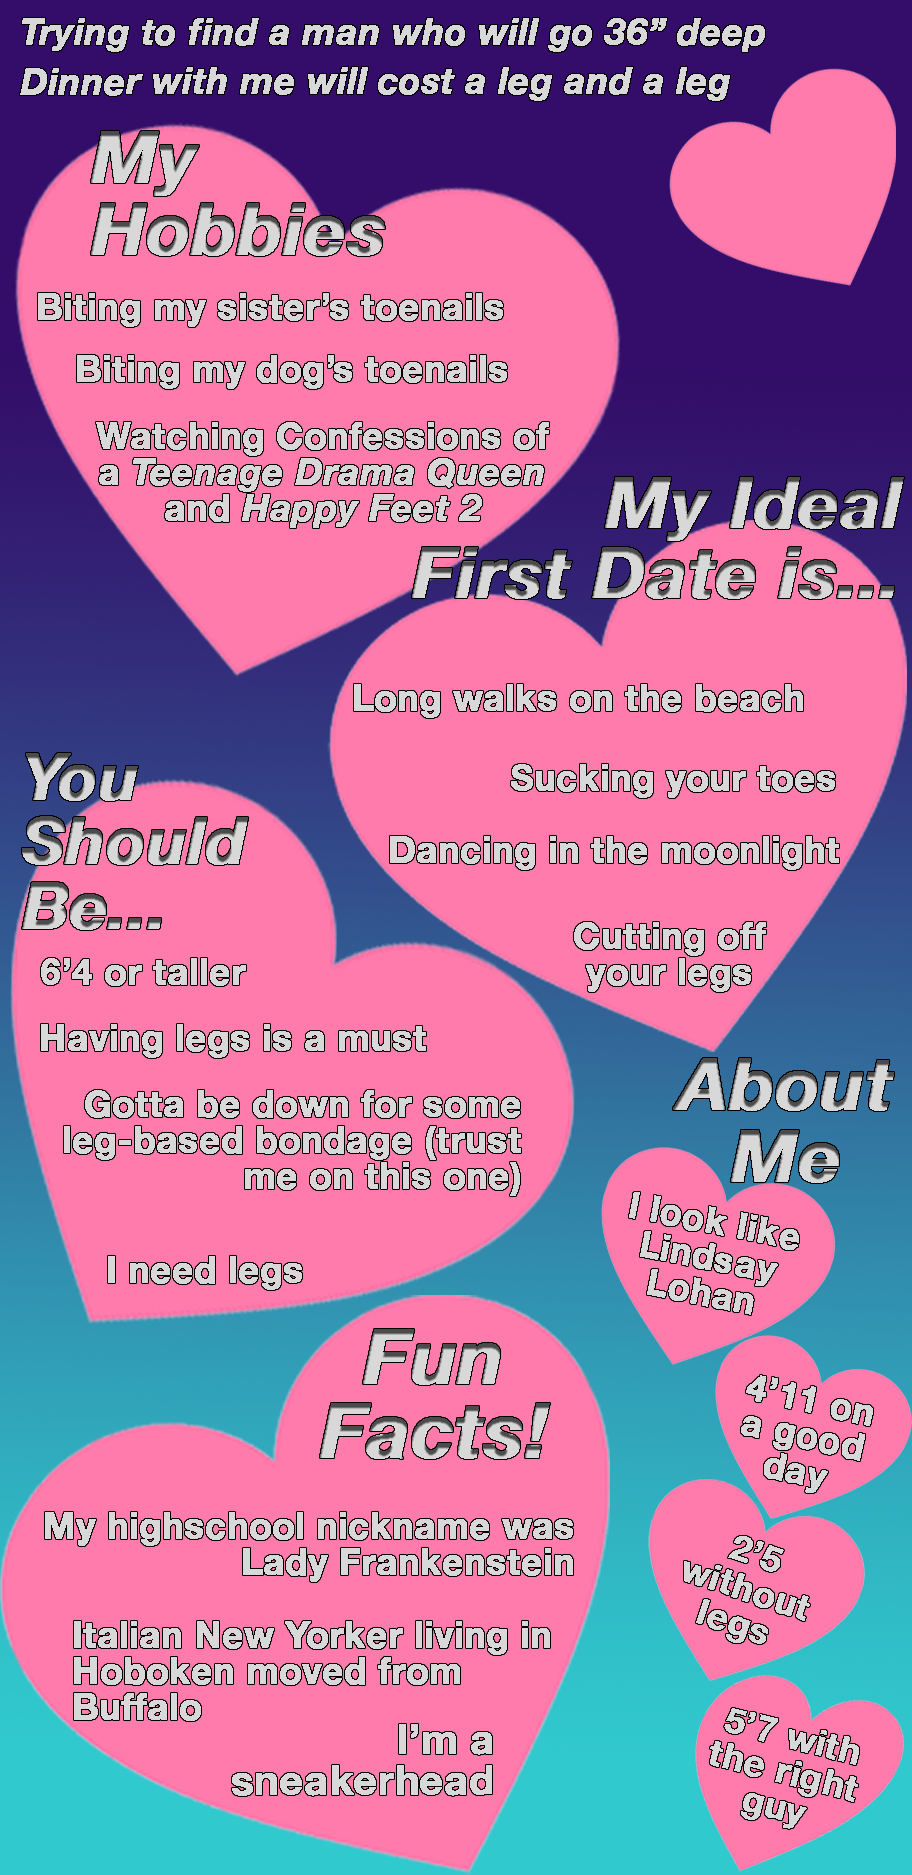 Trying to find a man who will go 36” deep
Dinner with me will cost a leg and a leg
My
Hobbies
Biting my sister’s toenails
Biting my dog’s toenails
Watching Confessions of
a Teenage Drama Queen
and Happy Feet 2
My Ideal
First Date is...
Long walks on the beach
Sucking your toes
Dancing in the moonlight
Cutting off
your legs
You
Should
Be...
6’4 or taller
Having legs is a must
Gotta be down for some
leg-based bondage (trust
me on this one)
I need legs
About
Me
I look like
Lindsay
Lohan
4’11 on
a good
day
2’5
without
legs
5’7 with
the right
guy
Fun
Facts!
My highschool nickname was
Lady Frankenstein
Italian New Yorker living in
Hoboken moved from
Buffalo
I’m a
sneakerhead